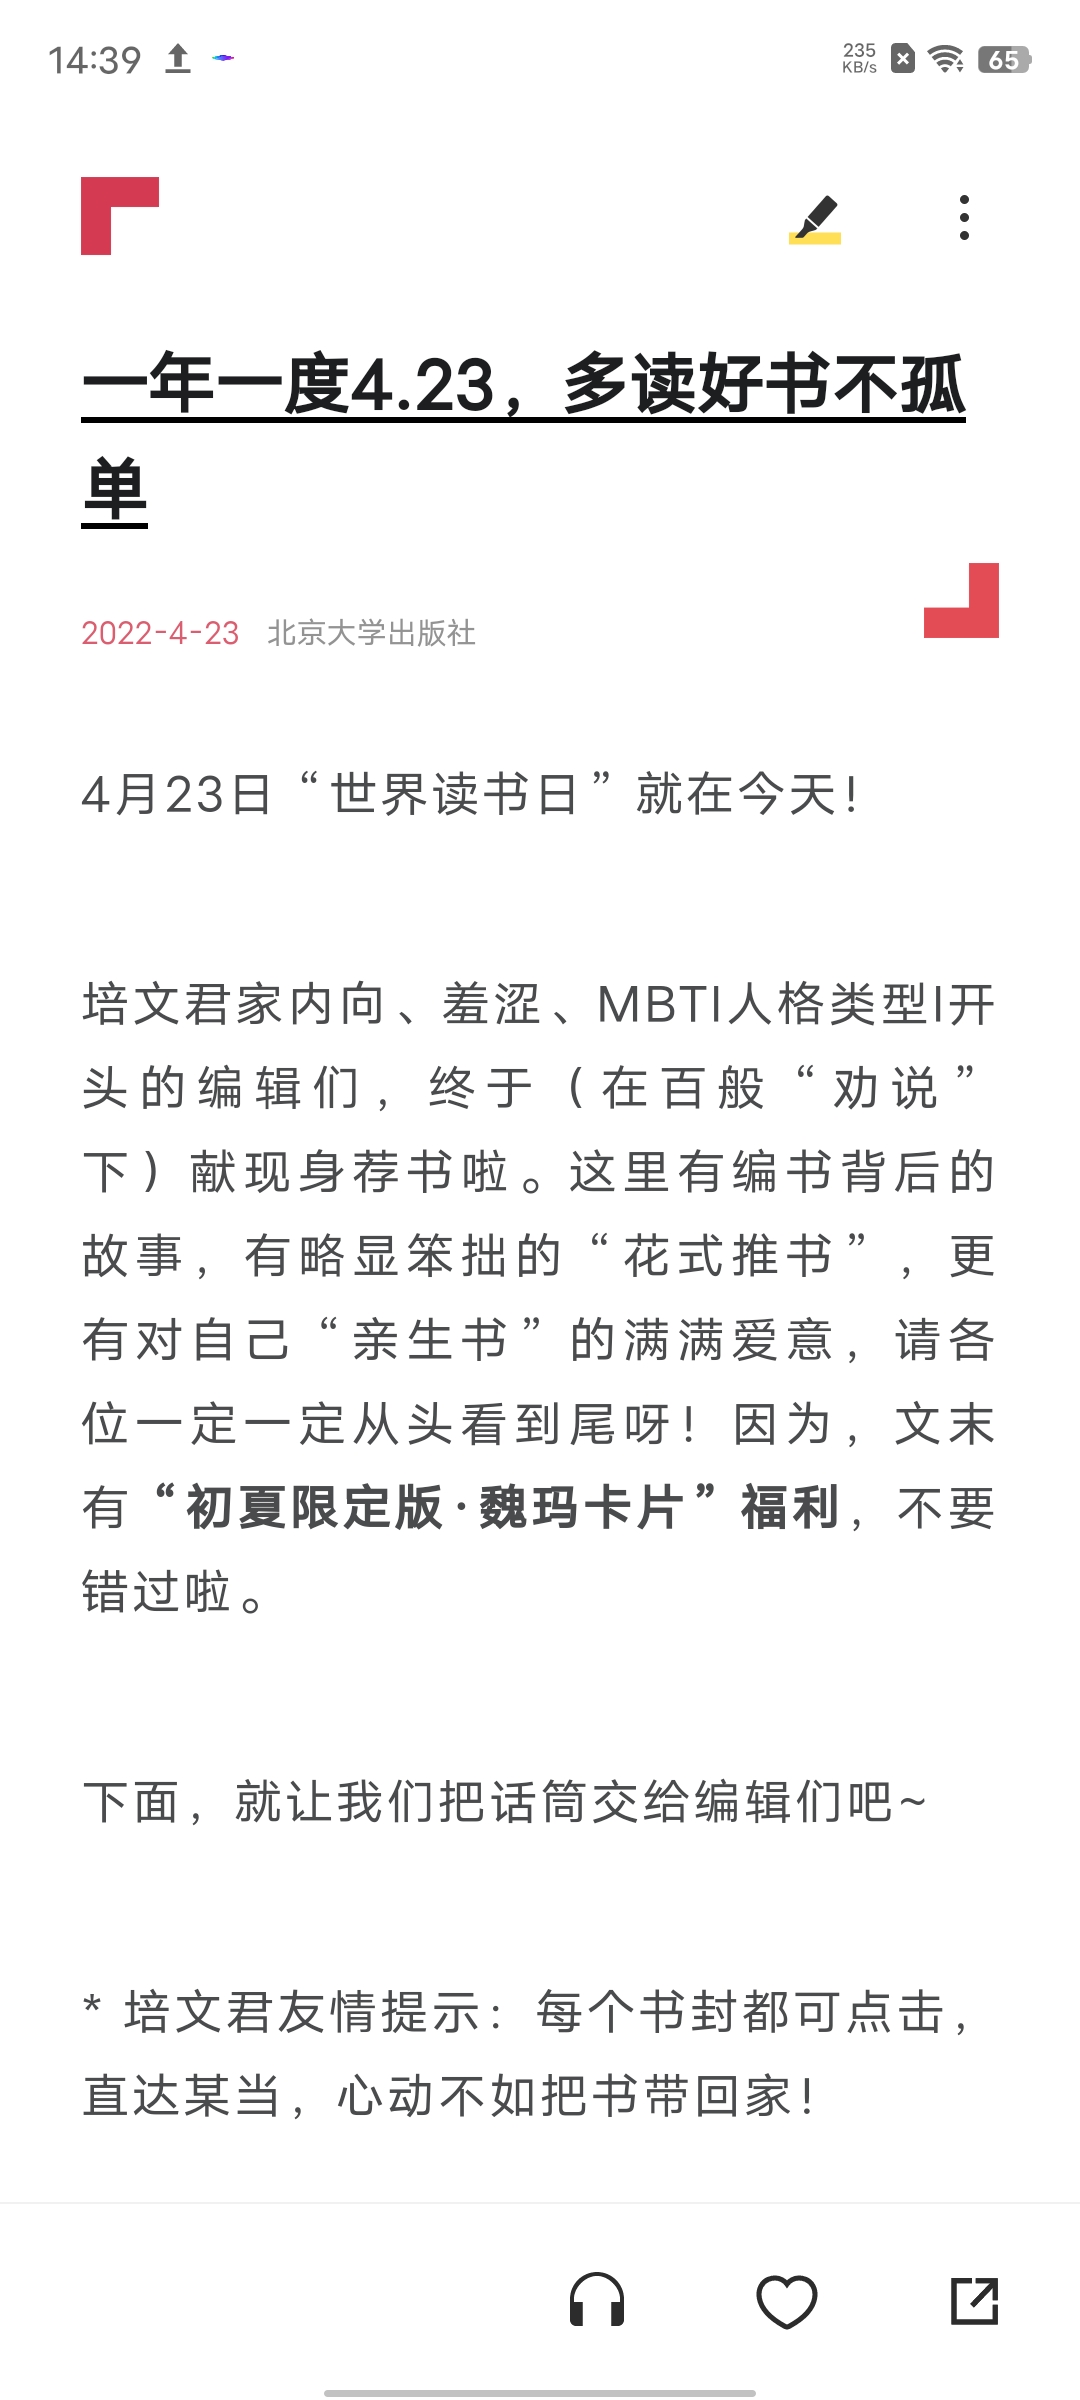 14:39
235
KB/s
65
一年一度4.23，多读好书不孤
单
2022-4-23 北京大学出版社
4月23日“世界读书日”就在今天！
培文君家内向、羞涩、MBTI人格类型I开
头的编辑们，终于（在百般“劝说”
下）献现身荐书啦。这里有编书背后的
故事，有略显笨拙的“花式推书”，更
有对自己“亲生书”的满满爱意，请各
位一定一定从头看到尾呀！因为，文末
有“初夏限定版·魏玛卡片”福利，不要
错过啦。
下面，就让我们把话筒交给编辑们吧~
* 培文君友情提示：每个书封都可点击，
直达某当，心动不如把书带回家！